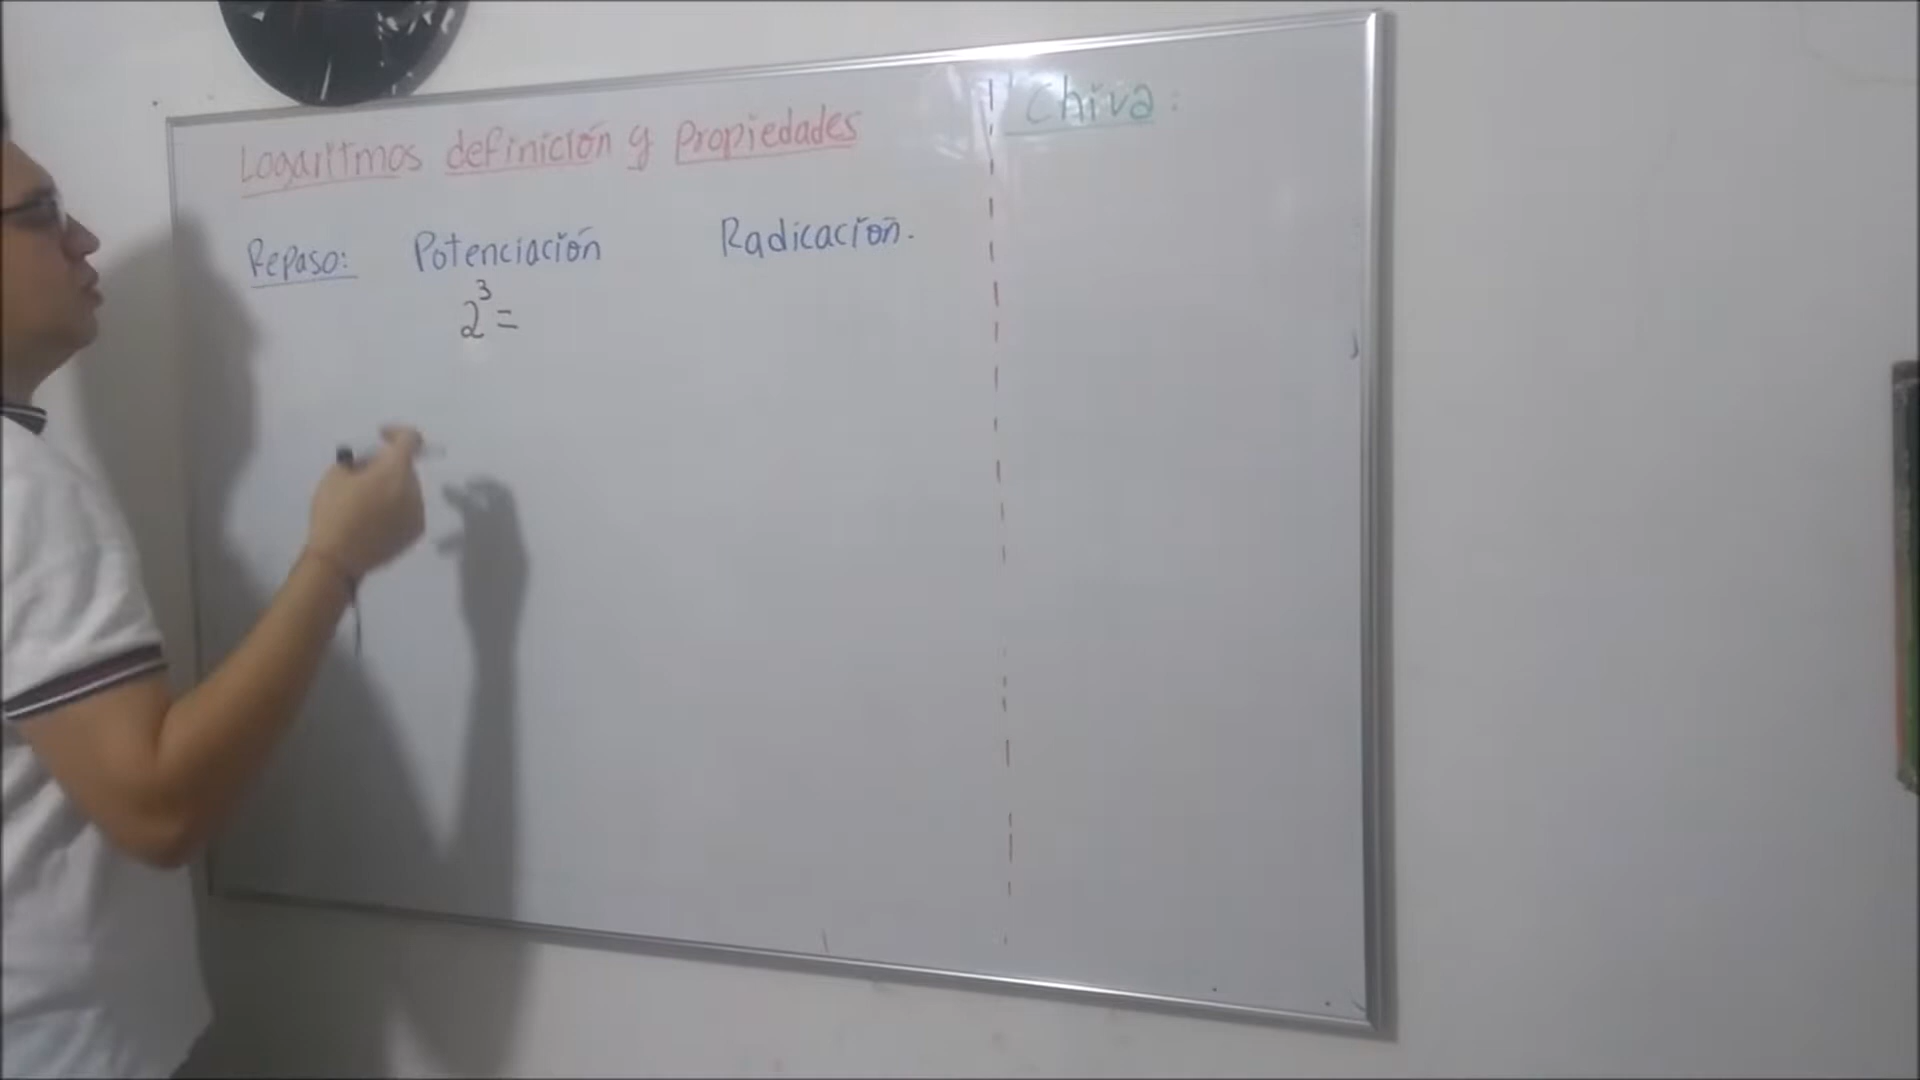 Logaritmos definición y Propiedades
Repaso: Potenciación Radicación.
2³=
Chiva: